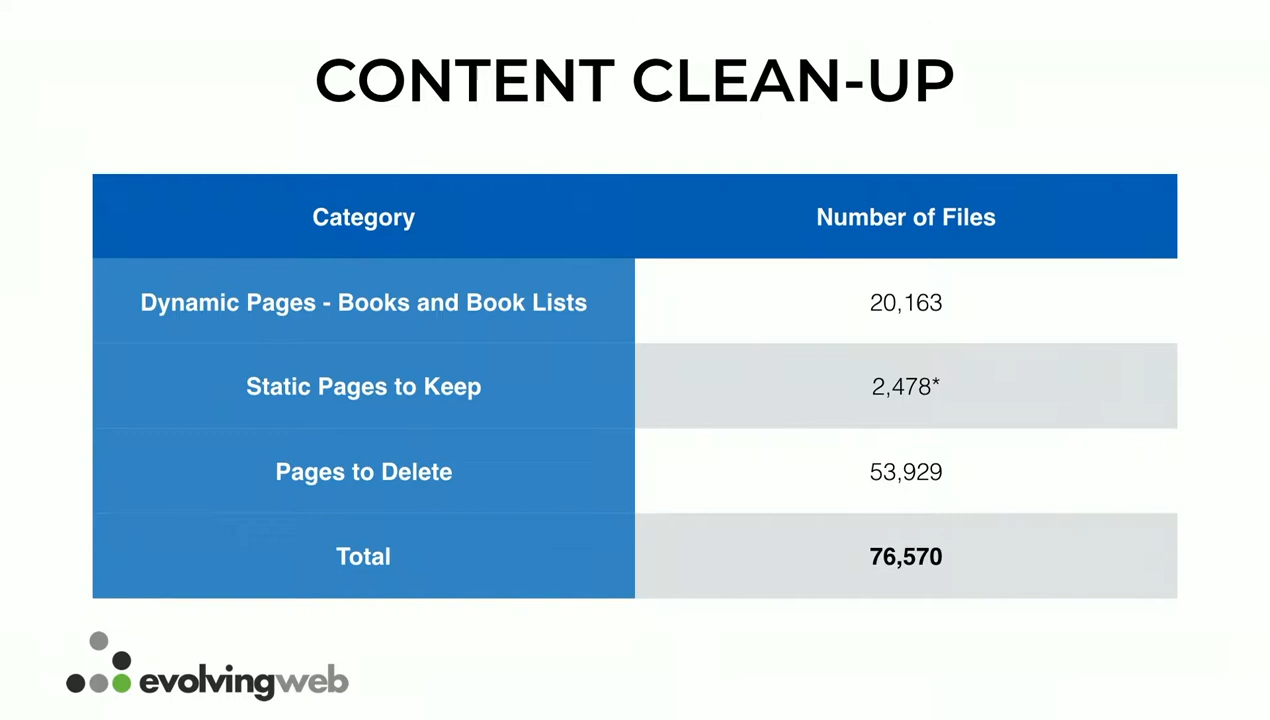 CONTENT CLEAN-UP
Category Number of Files
Dynamic Pages - Books and Book Lists 20,163
Static Pages to Keep 2,478*
Pages to Delete 53,929
Total 76,570
evolvingweb